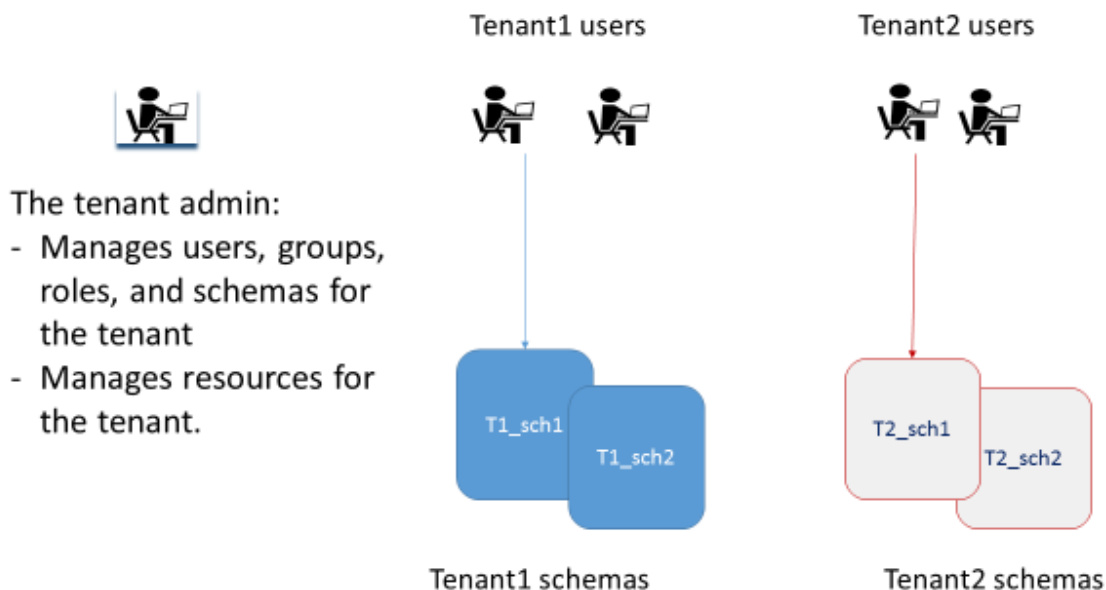 Tenant1 users
Tenant2 users
The tenant admin:
- Manages users, groups,
roles, and schemas for
the tenant
- Manages resources for
the tenant.
T1_sch1
T1_sch2
T2_sch1
T2_sch2
Tenant1 schemas
Tenant2 schemas